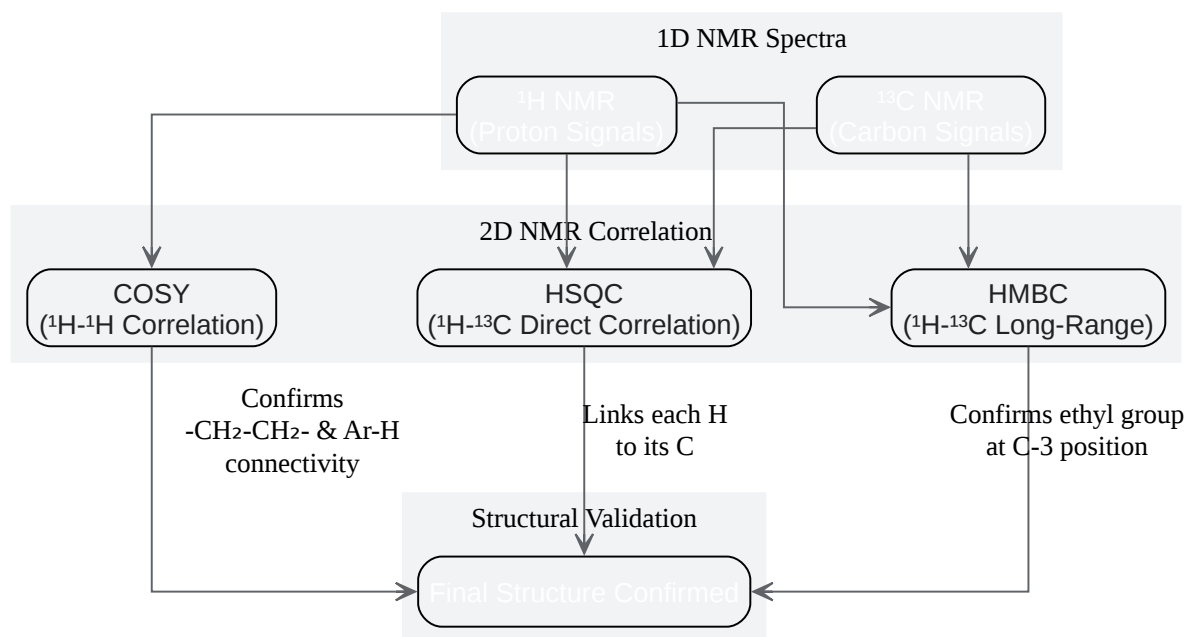 1D NMR Spectra
¹H NMR
(Proton Signals)
¹³C NMR
(Carbon Signals)
2D NMR Correlation
COSY
(¹H-¹H Correlation)
HSQC
(¹H-¹³C Direct Correlation)
HMBC
(¹H-¹³C Long-Range)
Confirms
-CH₂-CH₂- & Ar-H
connectivity
Links each H
to its C
Confirms ethyl group
at C-3 position
Structural Validation
Final Structure Confirmed